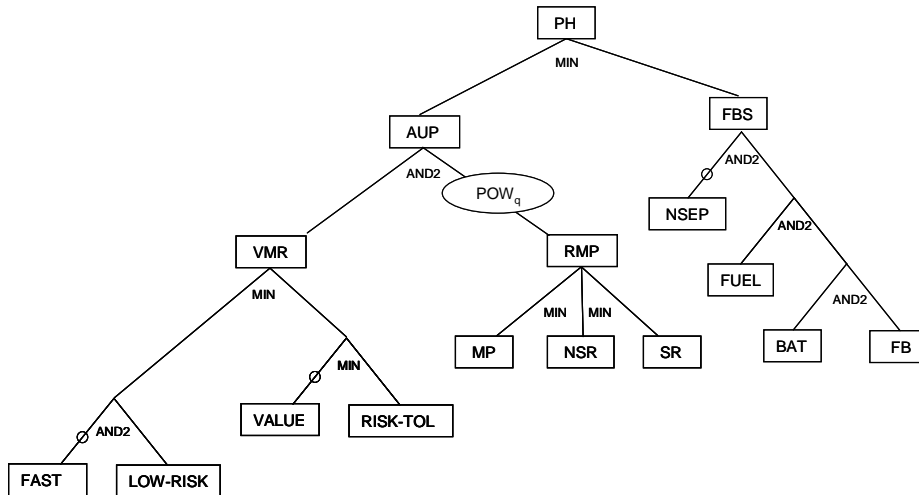 PH
MIN
AUP
FBS
AND2
AND2
POWq
NSEP
AND2
VMR
RMP
FUEL
MIN
AND2
MIN
MIN
BAT
FB
MP
NSR
SR
MIN
VALUE
RISK-TOL
AND2
FAST
LOW-RISK